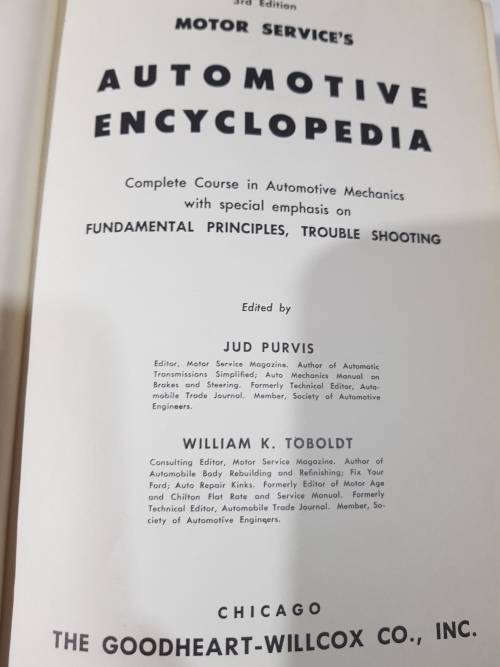 3rd Edition
MOTOR SERVICE'S
AUTOMOTIVE
ENCYCLOPEDIA
Complete Course in Automotive Mechanics
with special emphasis on
FUNDAMENTAL PRINCIPLES, TROUBLE SHOOTING
Edited by
JUD PURVIS
Editor, Motor Service Magazine. Author of Automatic
Transmissions Simplified; Auto Mechanics Manual on
Brakes and Steering. Formerly Technical Editor, Auto-
mobile Trade Journal. Member, Society of Automotive
Engineers.
WILLIAM K. TOBOLDT
Consulting Editor, Motor Service Magazine. Author of
Automobile Body Rebuilding and Refinishing; Fix Your
Ford; Auto Repair Kinks. Formerly Editor of Motor Age
and Chilton Flat Rate and Service Manual. Formerly
Technical Editor, Automobile Trade Journal. Member, So-
ciety of Automotive Engineers.
CHICAGO
THE GOODHEART-WILLCOX CO., INC.